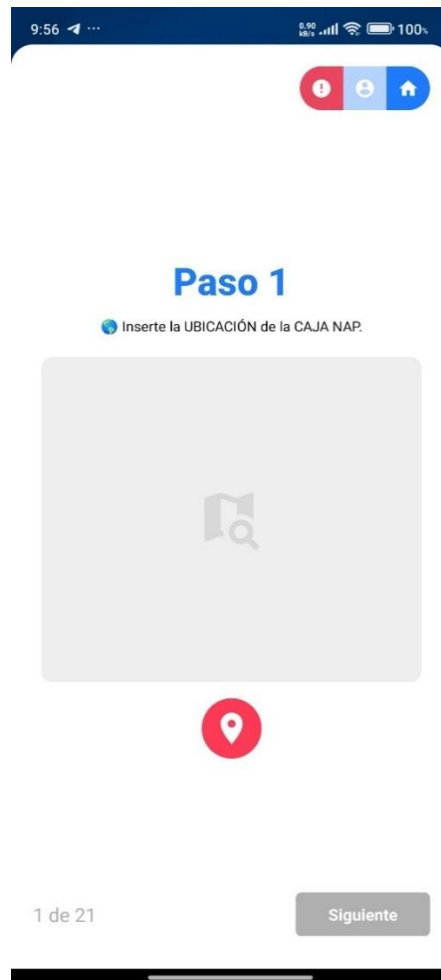 9:56 ···
0.90
kB/s
100%
Paso 1
🌎 Inserte la UBICACIÓN de la CAJA NAP.
1 de 21
Siguiente